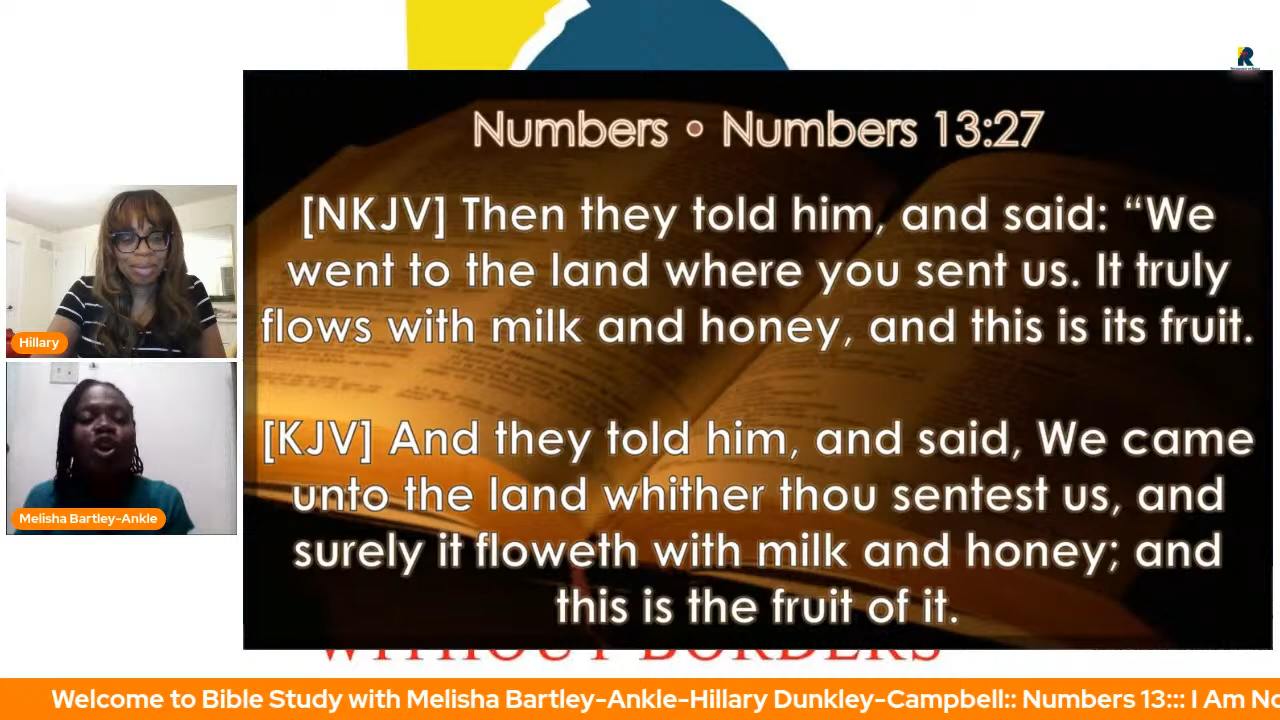 Numbers • Numbers 13:27
[NKJV] Then they told him, and said: “We
went to the land where you sent us. It truly
flows with milk and honey, and this is its fruit.
[KJV] And they told him, and said, We came
unto the land whither thou sentest us, and
surely it floweth with milk and honey; and
this is the fruit of it.
Hillary
Melisha Bartley-Ankle
WITHOUT BORDERS
Welcome to Bible Study with Melisha Bartley-Ankle-Hillary Dunkley-Campbell:: Numbers 13::: I Am No